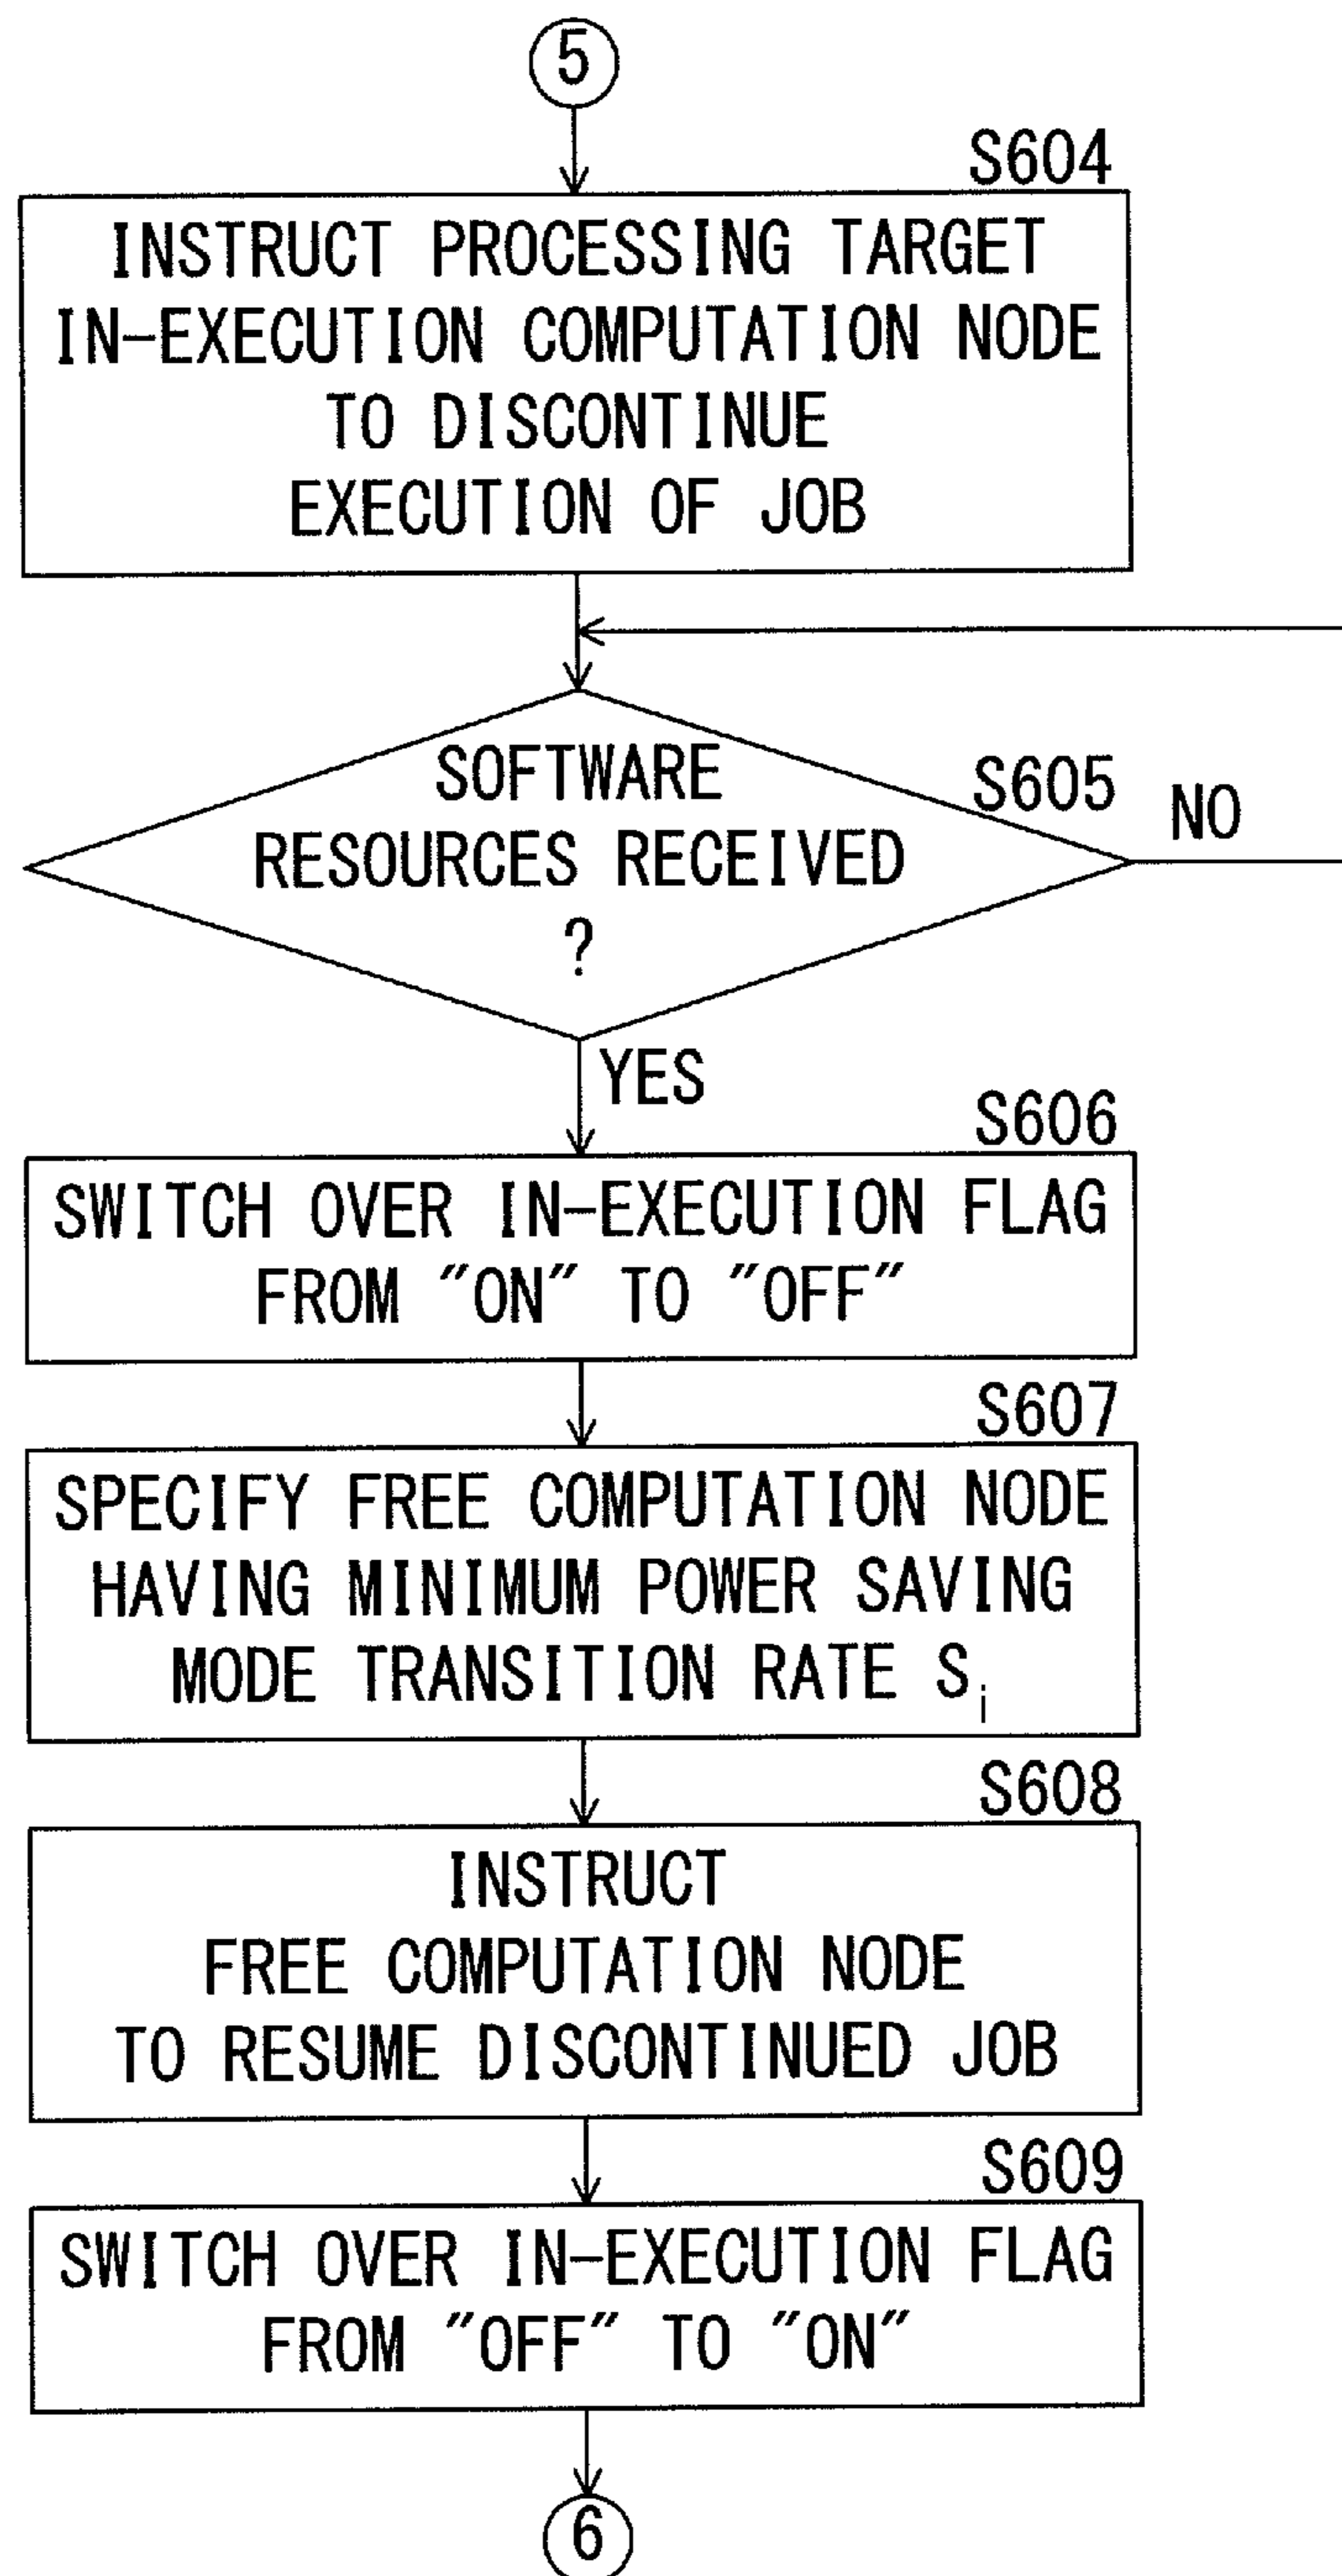 5
S604
INSTRUCT PROCESSING TARGET
IN-EXECUTION COMPUTATION NODE
TO DISCONTINUE
EXECUTION OF JOB
SOFTWARE
S605
NO
RESOURCES RECEIVED
?
YES
S606
SWITCH OVER IN-EXECUTION FLAG
FROM "ON" TO "OFF"
S607
SPECIFY FREE COMPUTATION NODE
HAVING MINIMUM POWER SAVING
MODE TRANSITION RATE Si
S608
INSTRUCT
FREE COMPUTATION NODE
TO RESUME DISCONTINUED JOB
S609
SWITCH OVER IN-EXECUTION FLAG
FROM "OFF" TO "ON"
6